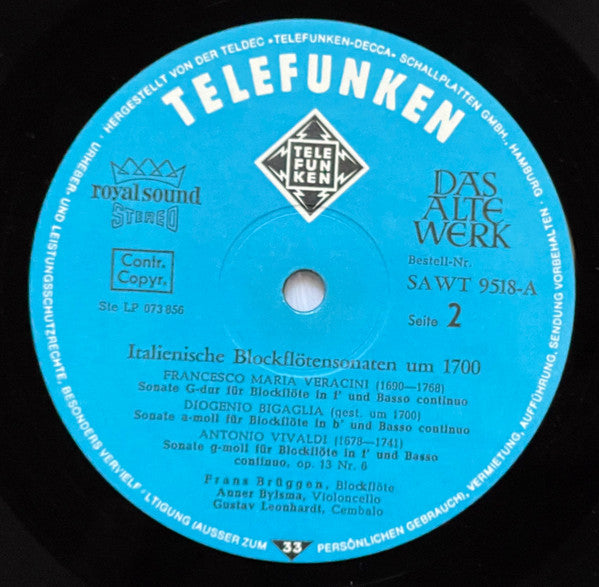 URHEBER- UND LEISTUNGSSCHUTZRECHTE, BESONDERS VERVIELFÄLTIGUNG (AUSSER ZUM PERSÖNLICHEN GEBRAUCH), VERMIETUNG, AUFFÜHRUNG, SENDUNG VORBEHALTEN.
HERGESTELLT VON DER TELDEC »TELEFUNKEN-DECCA« SCHALLPLATTEN GMBH., HAMBURG ·
TELEFUNKEN
TELE
FUN
KEN
royal sound
STEREO
DAS
ALTE
WERK
Contr.
Copyr.
Bestell-Nr.
SAWT 9518-A
Ste LP 073 856
Seite 2
Italienische Blockflötensonaten um 1700
FRANCESCO MARIA VERACINI (1690—1768)
Sonate G-dur für Blockflöte in f' und Basso continuo
DIOGENIO BIGAGLIA (gest. um 1700)
Sonate a-moll für Blockflöte in b' und Basso continuo
ANTONIO VIVALDI (1678—1741)
Sonate g-moll für Blockflöte in f' und Basso
continuo, op. 13 Nr. 6
Frans Brüggen, Blockflöte
Anner Bylsma, Violoncello
Gustav Leonhardt, Cembalo
33